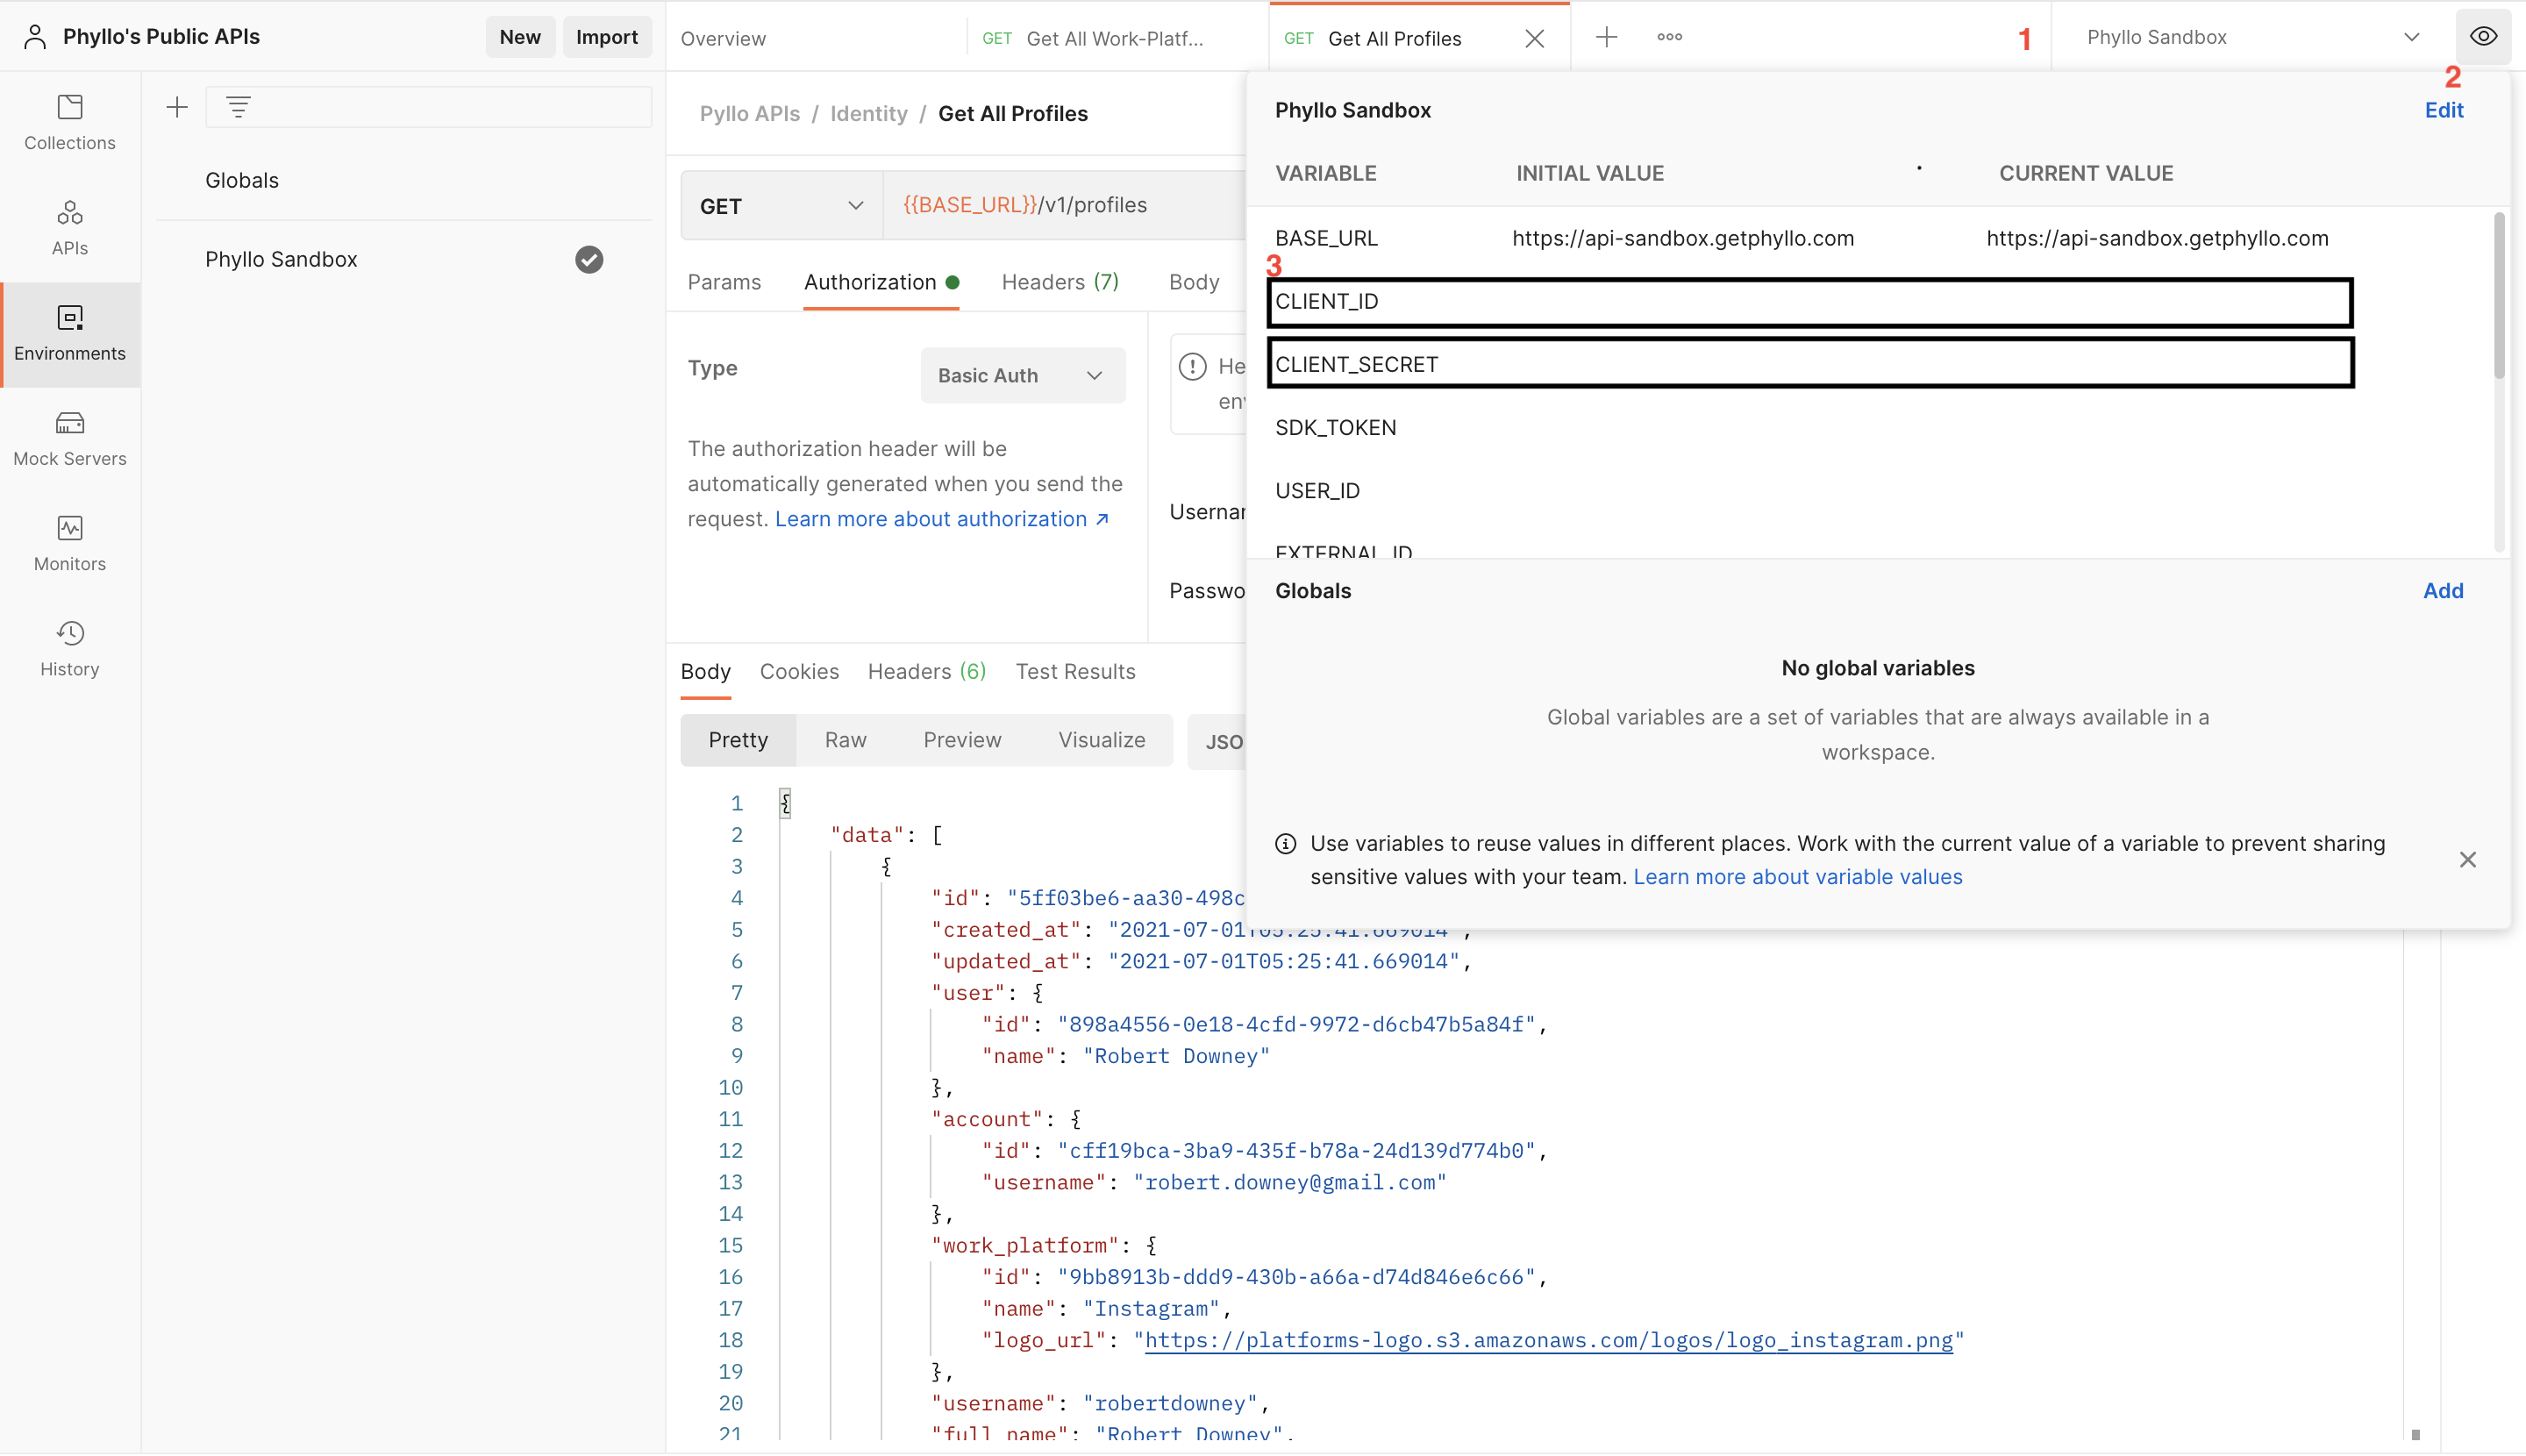 Phyllo's Public APIs
New
Import
Overview
GET Get All Work-Platf...
GET Get All Profiles
1
Phyllo Sandbox
2
Collections
APIs
Environments
Mock Servers
Monitors
History
Globals
Phyllo Sandbox
Pyllo APIs / Identity / Get All Profiles
GET
{{BASE_URL}}/v1/profiles
Params
Authorization
Headers (7)
Body
Type
Basic Auth
The authorization header will be
automatically generated when you send the
request. Learn more about authorization ↗
Phyllo Sandbox
Edit
VARIABLE
INITIAL VALUE
CURRENT VALUE
BASE_URL
https://api-sandbox.getphyllo.com
https://api-sandbox.getphyllo.com
3
CLIENT_ID
CLIENT_SECRET
SDK_TOKEN
USER_ID
EXTERNAL_ID
Globals
Add
No global variables
Global variables are a set of variables that are always available in a
workspace.
Use variables to reuse values in different places. Work with the current value of a variable to prevent sharing
sensitive values with your team. Learn more about variable values
Body
Cookies
Headers (6)
Test Results
Pretty
Raw
Preview
Visualize
1 {
2 "data": [
3 {
4 "id": "5ff03be6-aa30-498c
5 "created_at": "2021-07-01T05:25:41.669014",
6 "updated_at": "2021-07-01T05:25:41.669014",
7 "user": {
8 "id": "898a4556-0e18-4cfd-9972-d6cb47b5a84f",
9 "name": "Robert Downey"
10 },
11 "account": {
12 "id": "cff19bca-3ba9-435f-b78a-24d139d774b0",
13 "username": "robert.downey@gmail.com"
14 },
15 "work_platform": {
16 "id": "9bb8913b-ddd9-430b-a66a-d74d846e6c66",
17 "name": "Instagram",
18 "logo_url": "https://platforms-logo.s3.amazonaws.com/logos/logo_instagram.png"
19 },
20 "username": "robertdowney",
21 "full_name": "Robert Downey",